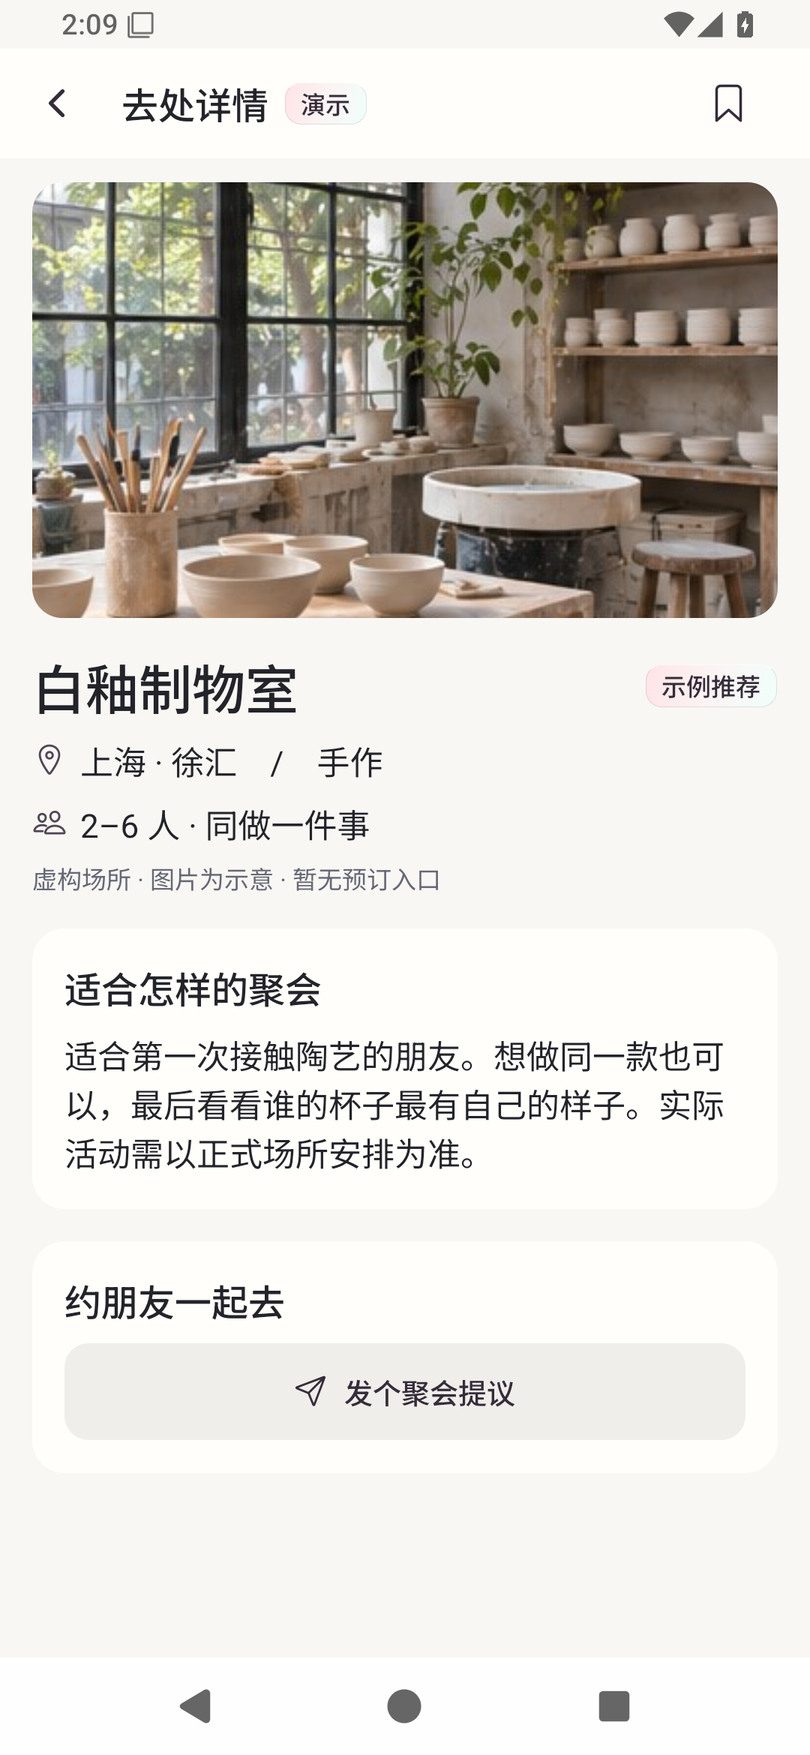 2:09
去处详情 演示
白釉制物室 示例推荐
上海 · 徐汇 / 手作
2–6 人 · 同做一件事
虚构场所 · 图片为示意 · 暂无预订入口
适合怎样的聚会
适合第一次接触陶艺的朋友。想做同一款也可
以，最后看看谁的杯子最有自己的样子。实际
活动需以正式场所安排为准。
约朋友一起去
发个聚会提议